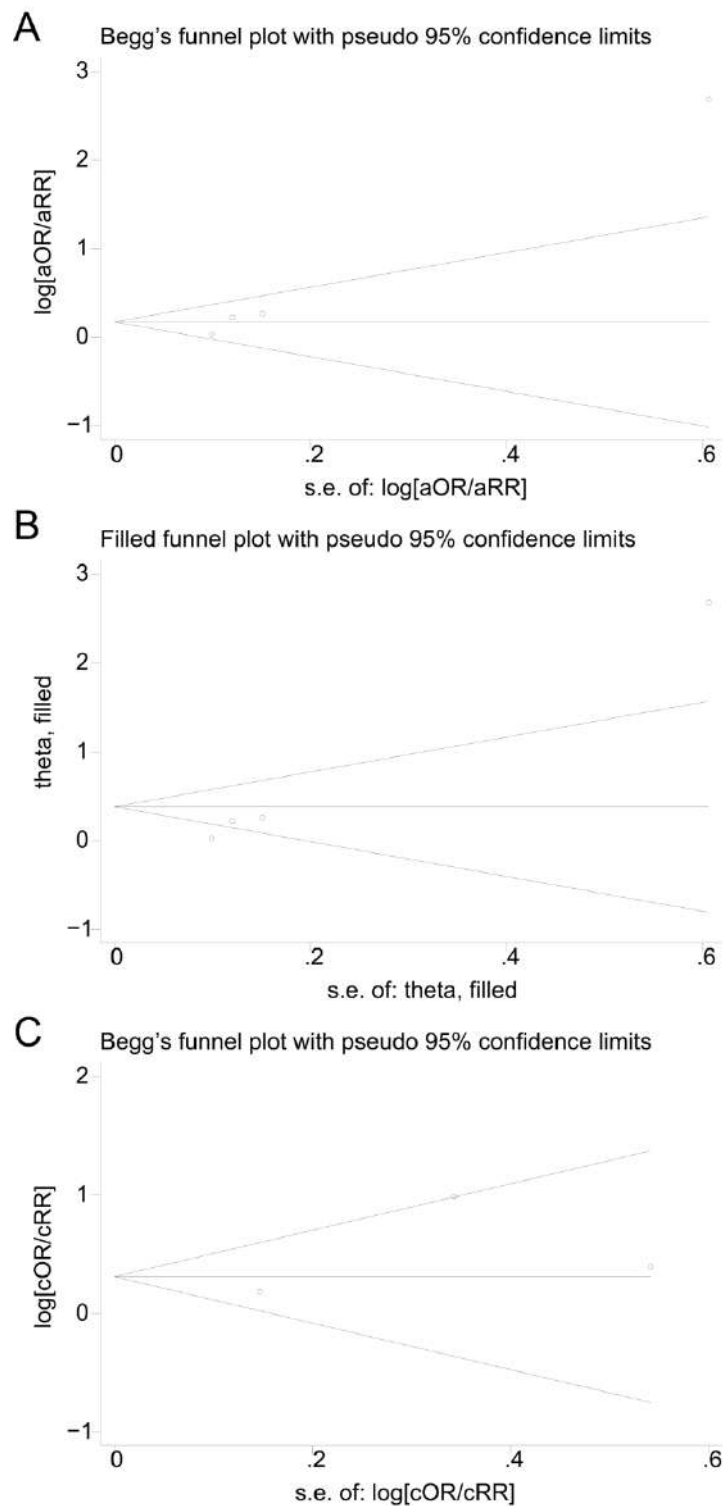 A
Begg’s funnel plot with pseudo 95% confidence limits
log[aOR/aRR]
3
2
1
0
−1
0 .2 .4 .6
s.e. of: log[aOR/aRR]
B
Filled funnel plot with pseudo 95% confidence limits
theta, filled
3
2
1
0
−1
0 .2 .4 .6
s.e. of: theta, filled
C
Begg’s funnel plot with pseudo 95% confidence limits
log[cOR/cRR]
2
1
0
−1
0 .2 .4 .6
s.e. of: log[cOR/cRR]